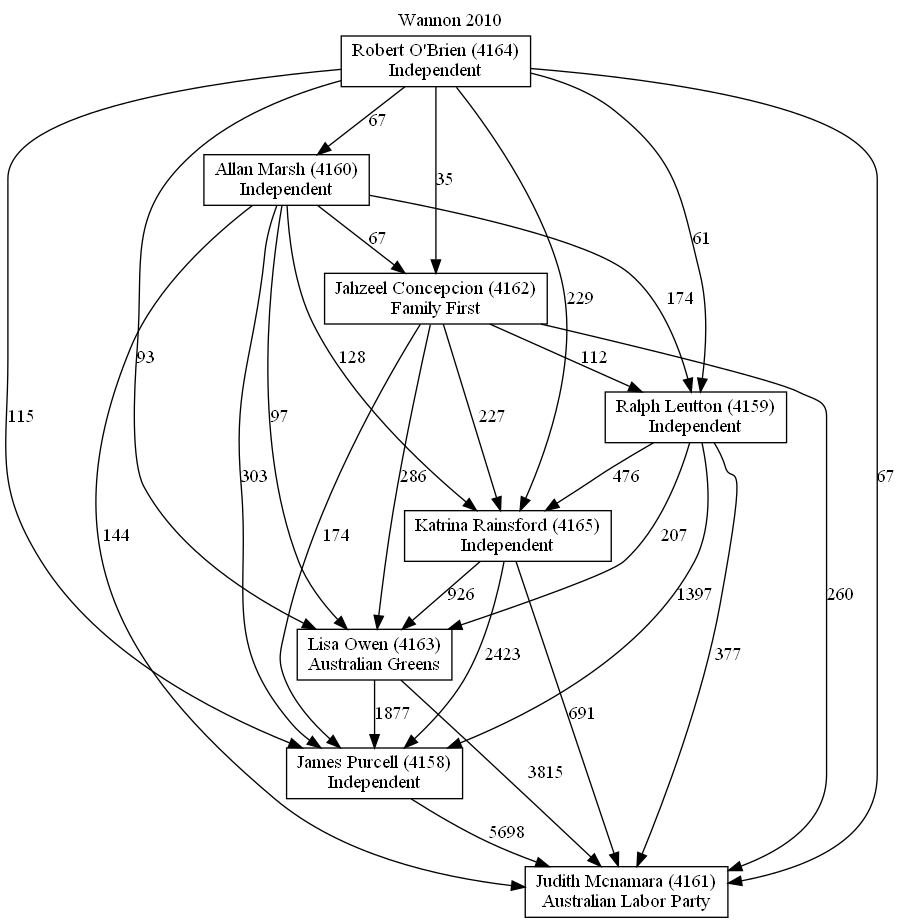 Wannon 2010
Robert O'Brien (4164)
Independent
67
Allan Marsh (4160)
Independent
35
67
61
Jahzeel Concepcion (4162)
Family First
229
174
93
128
112
115
Ralph Leutton (4159)
Independent
97
227
303
286
476
67
Katrina Rainsford (4165)
Independent
144
174
207
926
1397
260
Lisa Owen (4163)
Australian Greens
2423
377
1877
691
James Purcell (4158)
Independent
3815
5698
Judith Mcnamara (4161)
Australian Labor Party